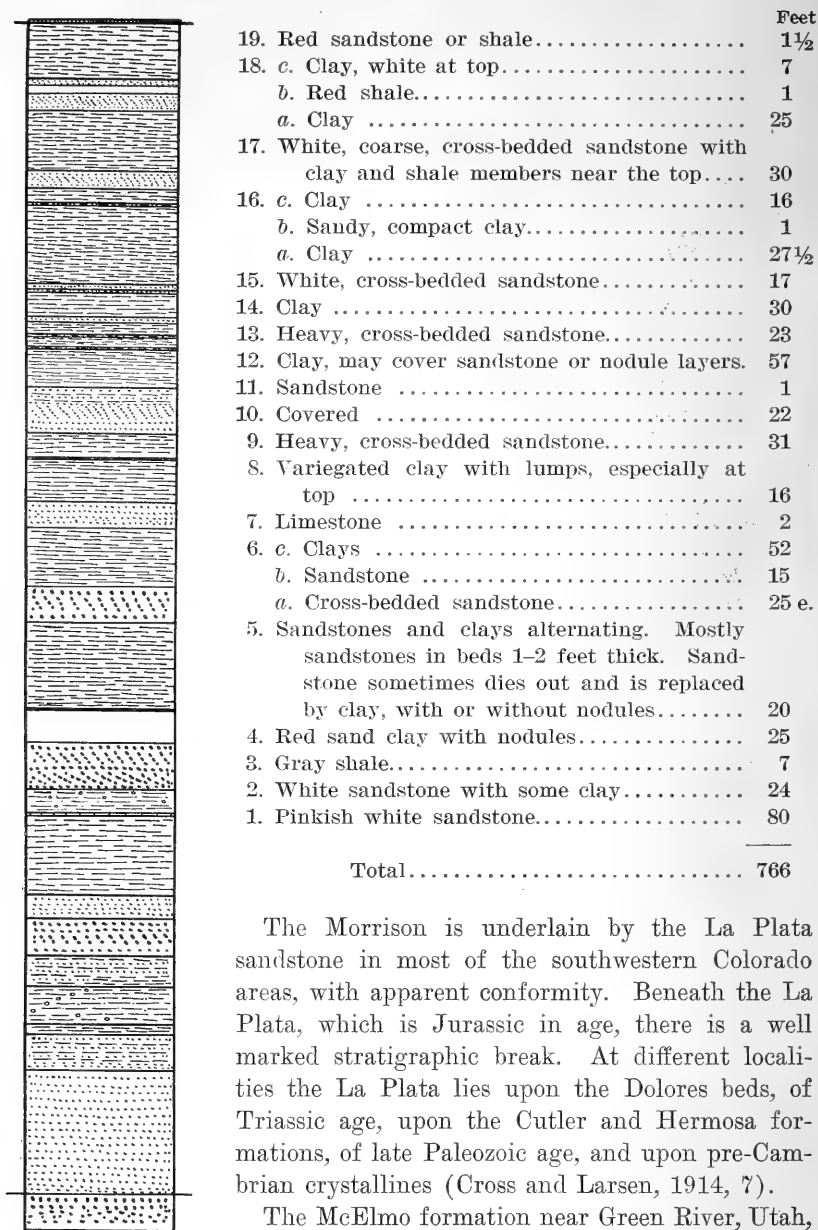 Feet
19. Red sandstone or shale................... 1½
18. c. Clay, white at top...................... 7
b. Red shale.............................. 1
a. Clay .................................. 25
17. White, coarse, cross-bedded sandstone with
clay and shale members near the top.... 30
16. c. Clay .................................. 16
b. Sandy, compact clay.................... 1
a. Clay .................................. 27½
15. White, cross-bedded sandstone............. 17
14. Clay ..................................... 30
13. Heavy, cross-bedded sandstone............. 23
12. Clay, may cover sandstone or nodule layers. 57
11. Sandstone ................................ 1
10. Covered .................................. 22
9. Heavy, cross-bedded sandstone............. 31
8. Variegated clay with lumps, especially at
top .................................... 16
7. Limestone ................................ 2
6. c. Clays ................................. 52
b. Sandstone ............................. 15
a. Cross-bedded sandstone................. 25 e.
5. Sandstones and clays alternating. Mostly
sandstones in beds 1–2 feet thick. Sand-
stone sometimes dies out and is replaced
by clay, with or without nodules........ 20
4. Red sand clay with nodules................ 25
3. Gray shale................................ 7
2. White sandstone with some clay............ 24
1. Pinkish white sandstone................... 80
Total.............................. 766
The Morrison is underlain by the La Plata
sandstone in most of the southwestern Colorado
areas, with apparent conformity. Beneath the La
Plata, which is Jurassic in age, there is a well
marked stratigraphic break. At different locali-
ties the La Plata lies upon the Dolores beds, of
Triassic age, upon the Cutler and Hermosa for-
mations, of late Paleozoic age, and upon pre-Cam-
brian crystallines (Cross and Larsen, 1914, 7).
The McElmo formation near Green River, Utah,